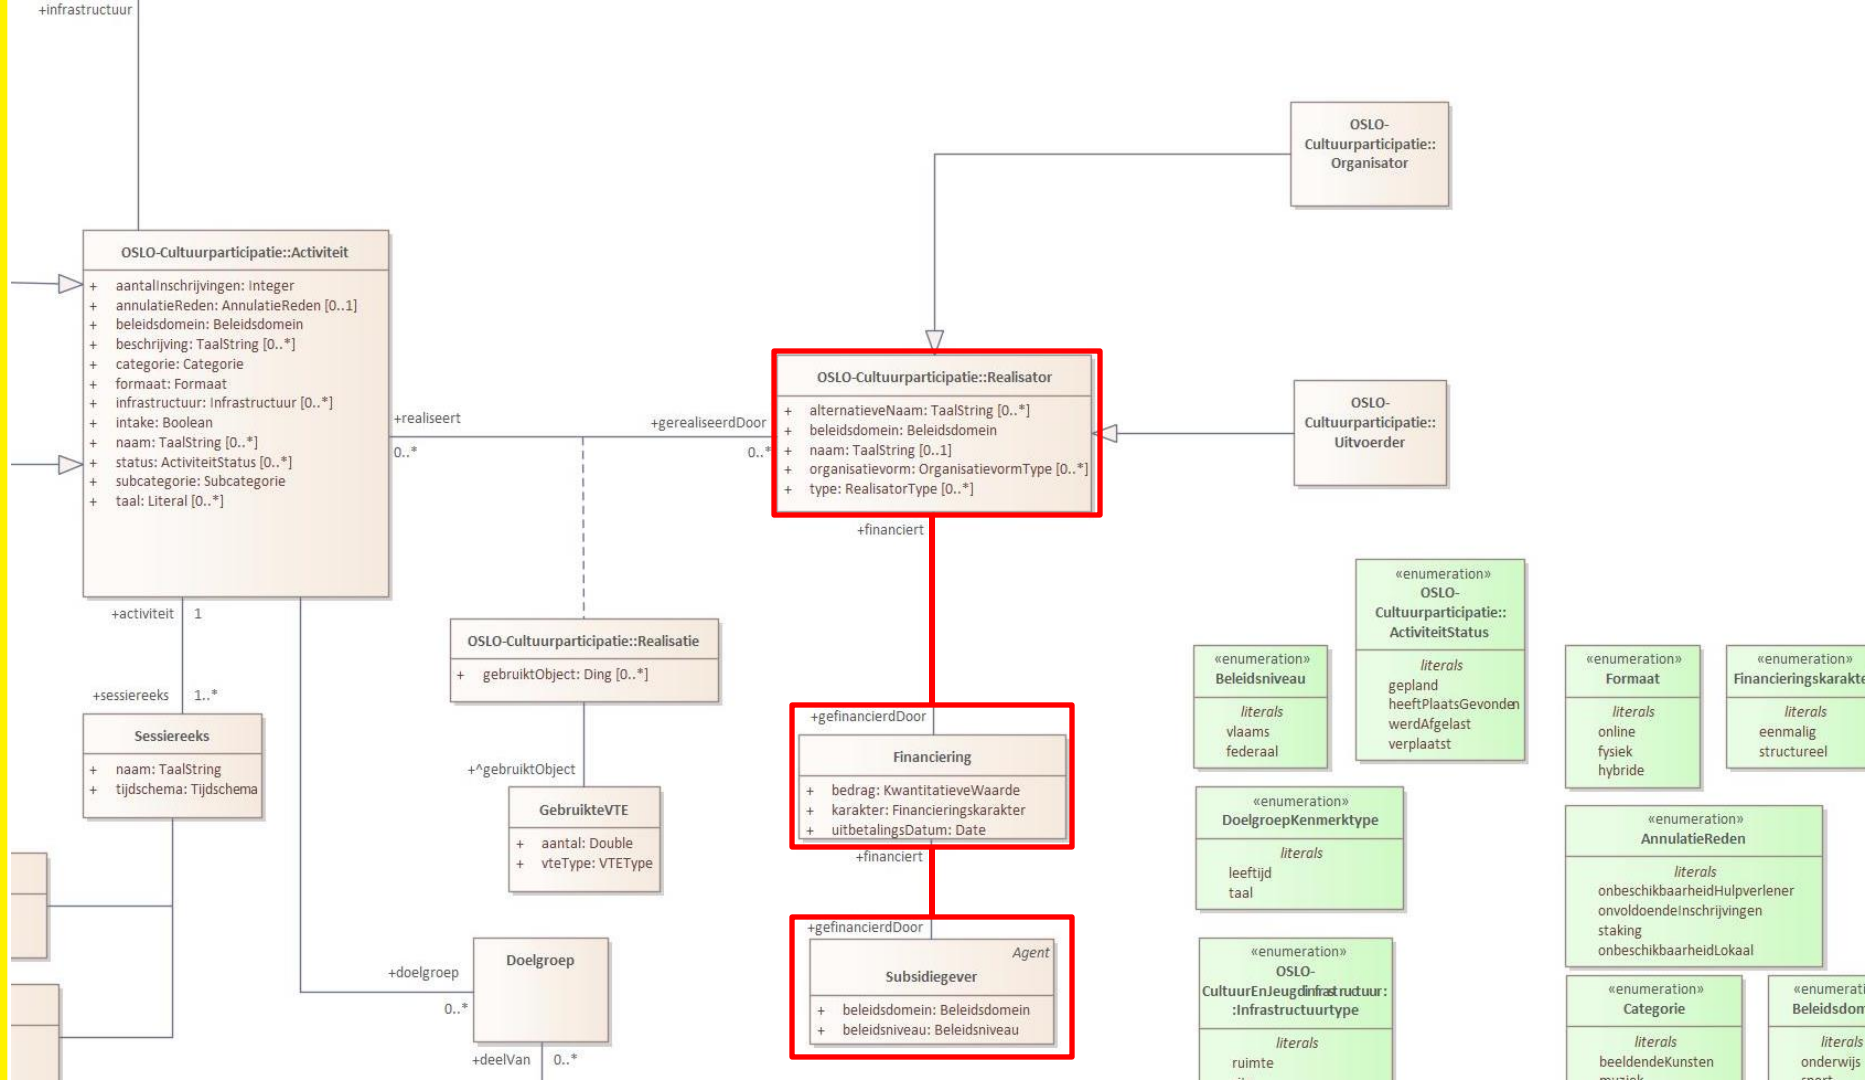 +infrastructuur
OSLO-
Cultuurparticipatie::
Organisator
OSLO-Cultuurparticipatie::Activiteit
+ aantalInschrijvingen: Integer
+ annulatieReden: AnnulatieReden [0..1]
+ beleidsdomein: Beleidsdomein
+ beschrijving: TaalString [0..*]
+ categorie: Categorie
+ formaat: Formaat
+ infrastructuur: Infrastructuur [0..*]
+ intake: Boolean
+ naam: TaalString [0..*]
+ status: ActiviteitStatus [0..*]
+ subcategorie: Subcategorie
+ taal: Literal [0..*]
+realiseert
0..*
+gerealiseerdDoor
0..*
OSLO-Cultuurparticipatie::Realisator
+ alternatieveNaam: TaalString [0..*]
+ beleidsdomein: Beleidsdomein
+ naam: TaalString [0..1]
+ organisatievorm: OrganisatievormType [0..*]
+ type: RealisatorType [0..*]
OSLO-
Cultuurparticipatie::
Uitvoerder
+financiert
+activiteit 1
+sessiereeks 1..*
Sessiereeks
+ naam: TaalString
+ tijdschema: Tijdschema
OSLO-Cultuurparticipatie::Realisatie
+ gebruiktObject: Ding [0..*]
+^gebruiktObject
GebruikteVTE
+ aantal: Double
+ vteType: VTEType
+gefinancierdDoor
Financiering
+ bedrag: KwantitatieveWaarde
+ karakter: Financieringskarakter
+ uitbetalingsDatum: Date
+financiert
+gefinancierdDoor
Agent
Subsidiegever
+ beleidsdomein: Beleidsdomein
+ beleidsniveau: Beleidsniveau
+doelgroep
0..*
Doelgroep
+deelVan 0..*
«enumeration»
Beleidsniveau
literals
vlaams
federaal
«enumeration»
OSLO-
Cultuurparticipatie::
ActiviteitStatus
literals
gepland
heeftPlaatsGevonden
werdAfgelast
verplaatst
«enumeration»
Formaat
literals
online
fysiek
hybride
«enumeration»
Financieringskarakte
literals
eenmalig
structureel
«enumeration»
DoelgroepKenmerktype
literals
leeftijd
taal
«enumeration»
AnnulatieReden
literals
onbeschikbaarheidHulpverlener
onvoldoendeInschrijvingen
staking
onbeschikbaarheidLokaal
«enumeration»
OSLO-
CultuurEnJeugdinfrastructuur:
:Infrastructuurtype
literals
ruimte
«enumeration»
Categorie
literals
beeldendeKunsten
«enumerati
Beleidsdom
literals
onderwijs